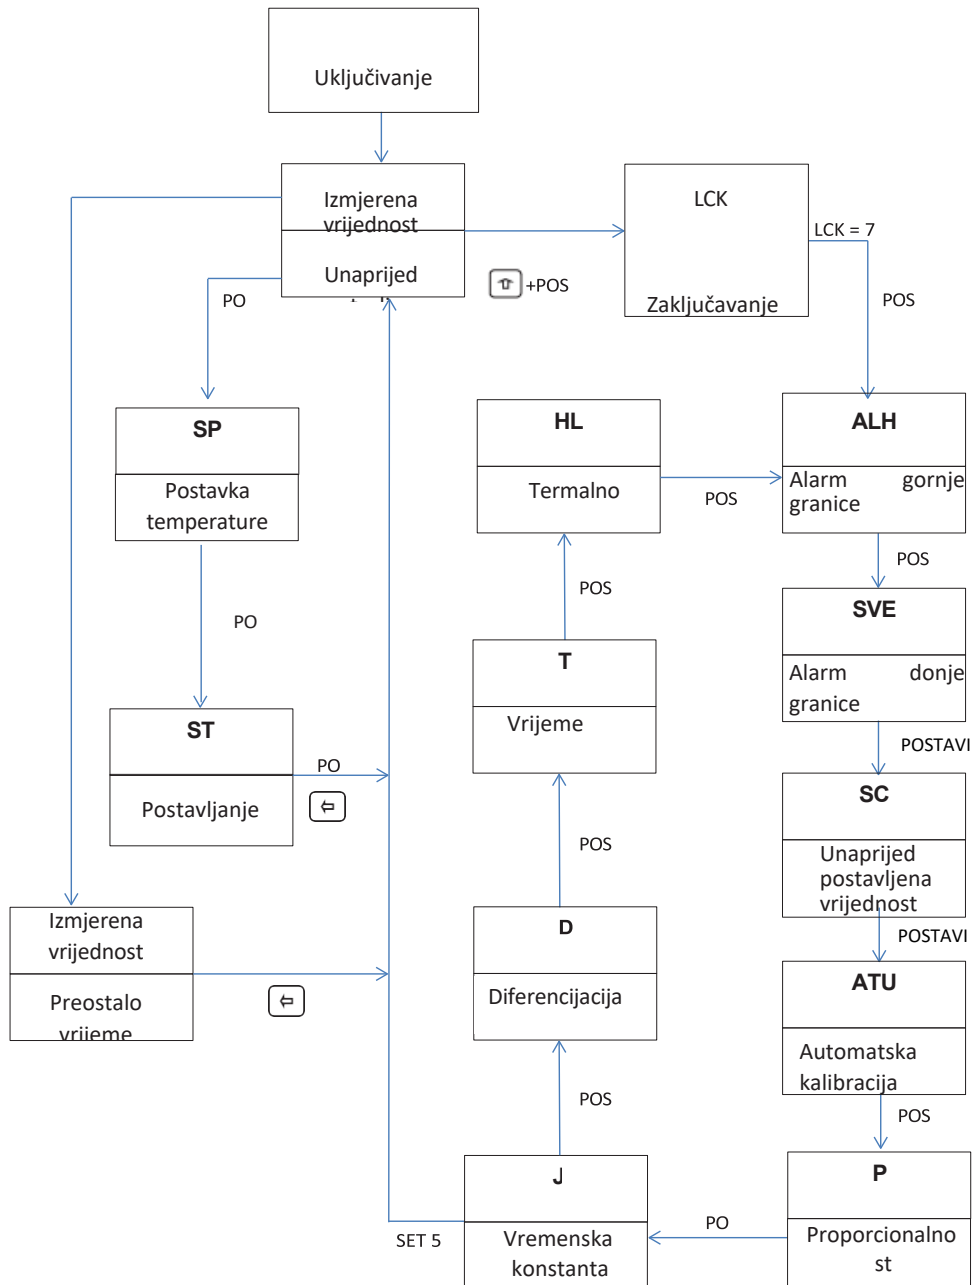 Uključivanje
Izmjerena
vrijednost
Unaprijed
+POS
LCK
Zaključavanje
LCK = 7
POS
PO
SP
Postavka
temperature
PO
ST
Postavljanje
PO
Izmjerena
vrijednost
Preostalo
vrijeme
HL
Termalno
POS
ALH
Alarm gornje
granice
POS
SVE
Alarm donje
granice
POSTAVI
SC
Unaprijed
postavljena
vrijednost
POSTAVI
ATU
Automatska
kalibracija
POS
P
Proporcionalno
st
PO
J
Vremenska
konstanta
SET 5
POS
D
Diferencijacija
POS
T
Vrijeme
POS